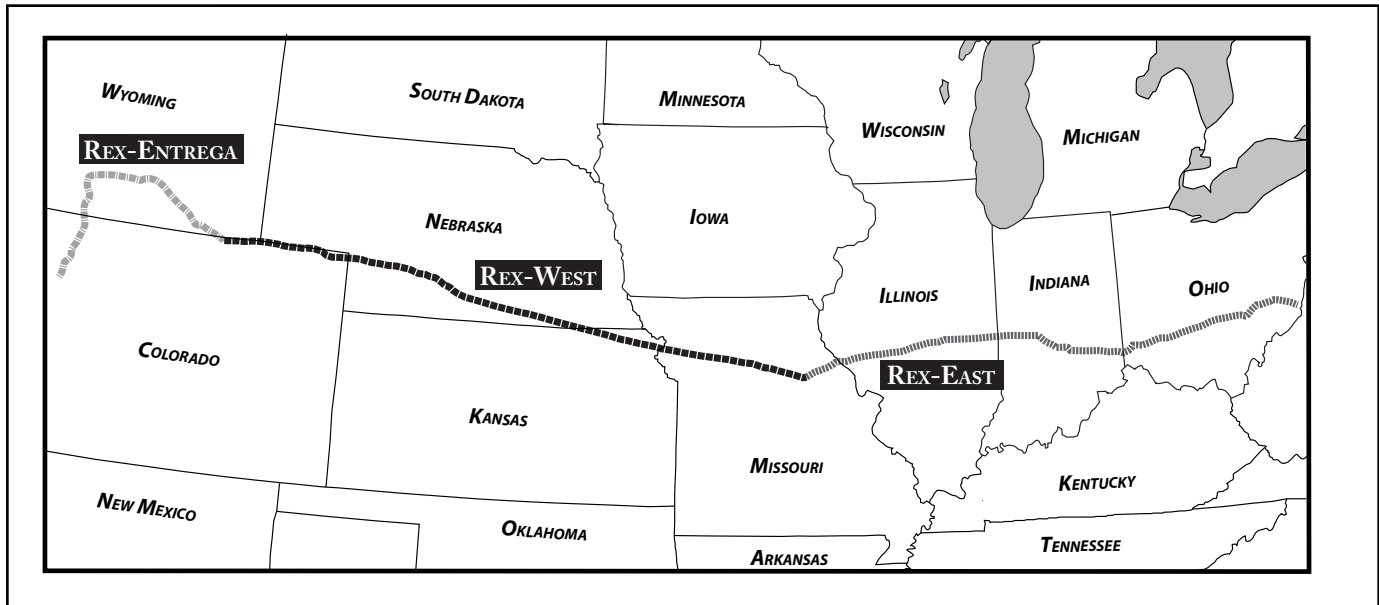 Wyoming
South Dakota
Minnesota
Wisconsin
Michigan
Rex-Entrega
Nebraska
Iowa
Rex-West
Illinois
Indiana
Ohio
Colorado
Rex-East
Kansas
Missouri
Kentucky
New Mexico
Oklahoma
Arkansas
Tennessee